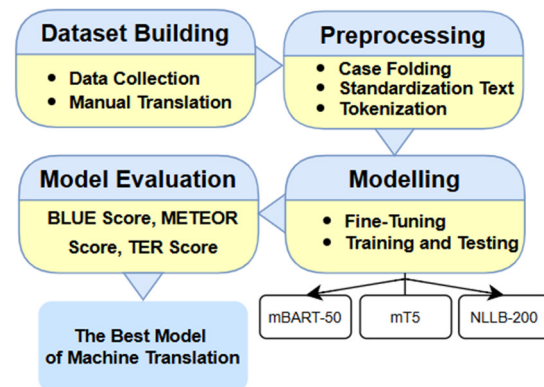 Dataset Building
• Data Collection
• Manual Translation
Preprocessing
• Case Folding
• Standardization Text
• Tokenization
Model Evaluation
BLUE Score, METEOR
Score, TER Score
Modelling
• Fine-Tuning
• Training and Testing
mBART-50
mT5
NLLB-200
The Best Model
of Machine Translation